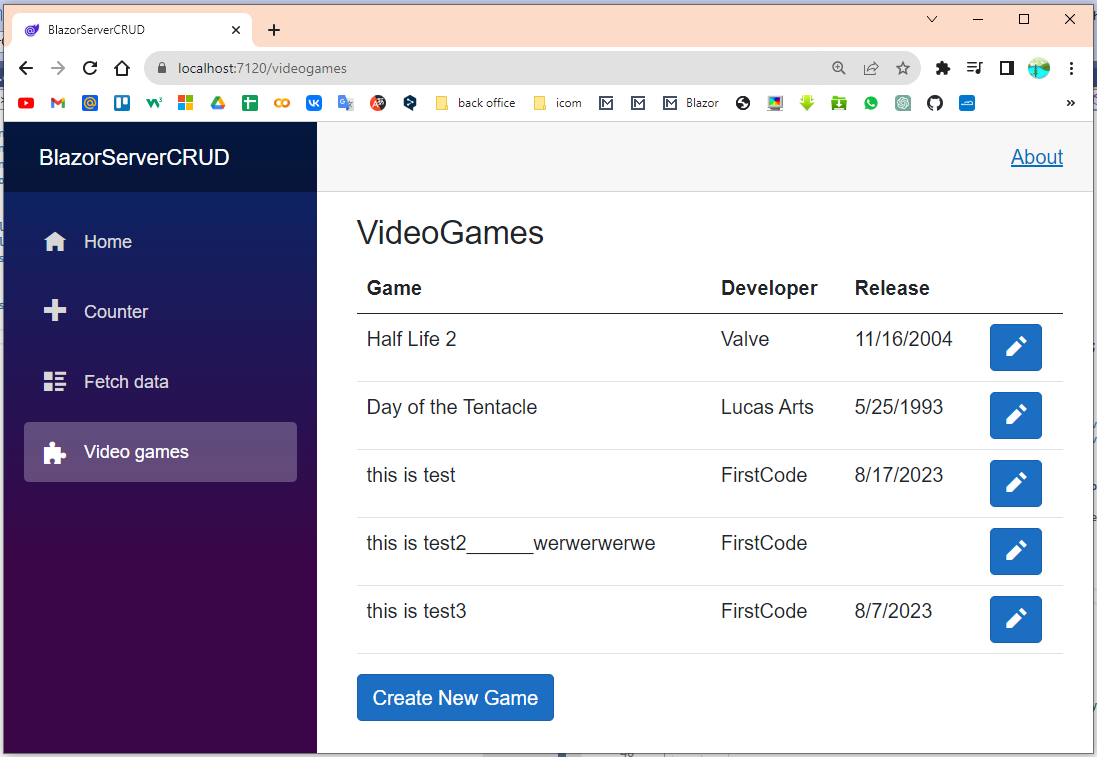 BlazorServerCRUD
localhost:7120/videogames
back office
icom
Blazor
BlazorServerCRUD
About
Home
Counter
Fetch data
Video games
VideoGames
Game Developer Release
Half Life 2 Valve 11/16/2004
Day of the Tentacle Lucas Arts 5/25/1993
this is test FirstCode 8/17/2023
this is test2______werwerwerwe FirstCode
this is test3 FirstCode 8/7/2023
Create New Game